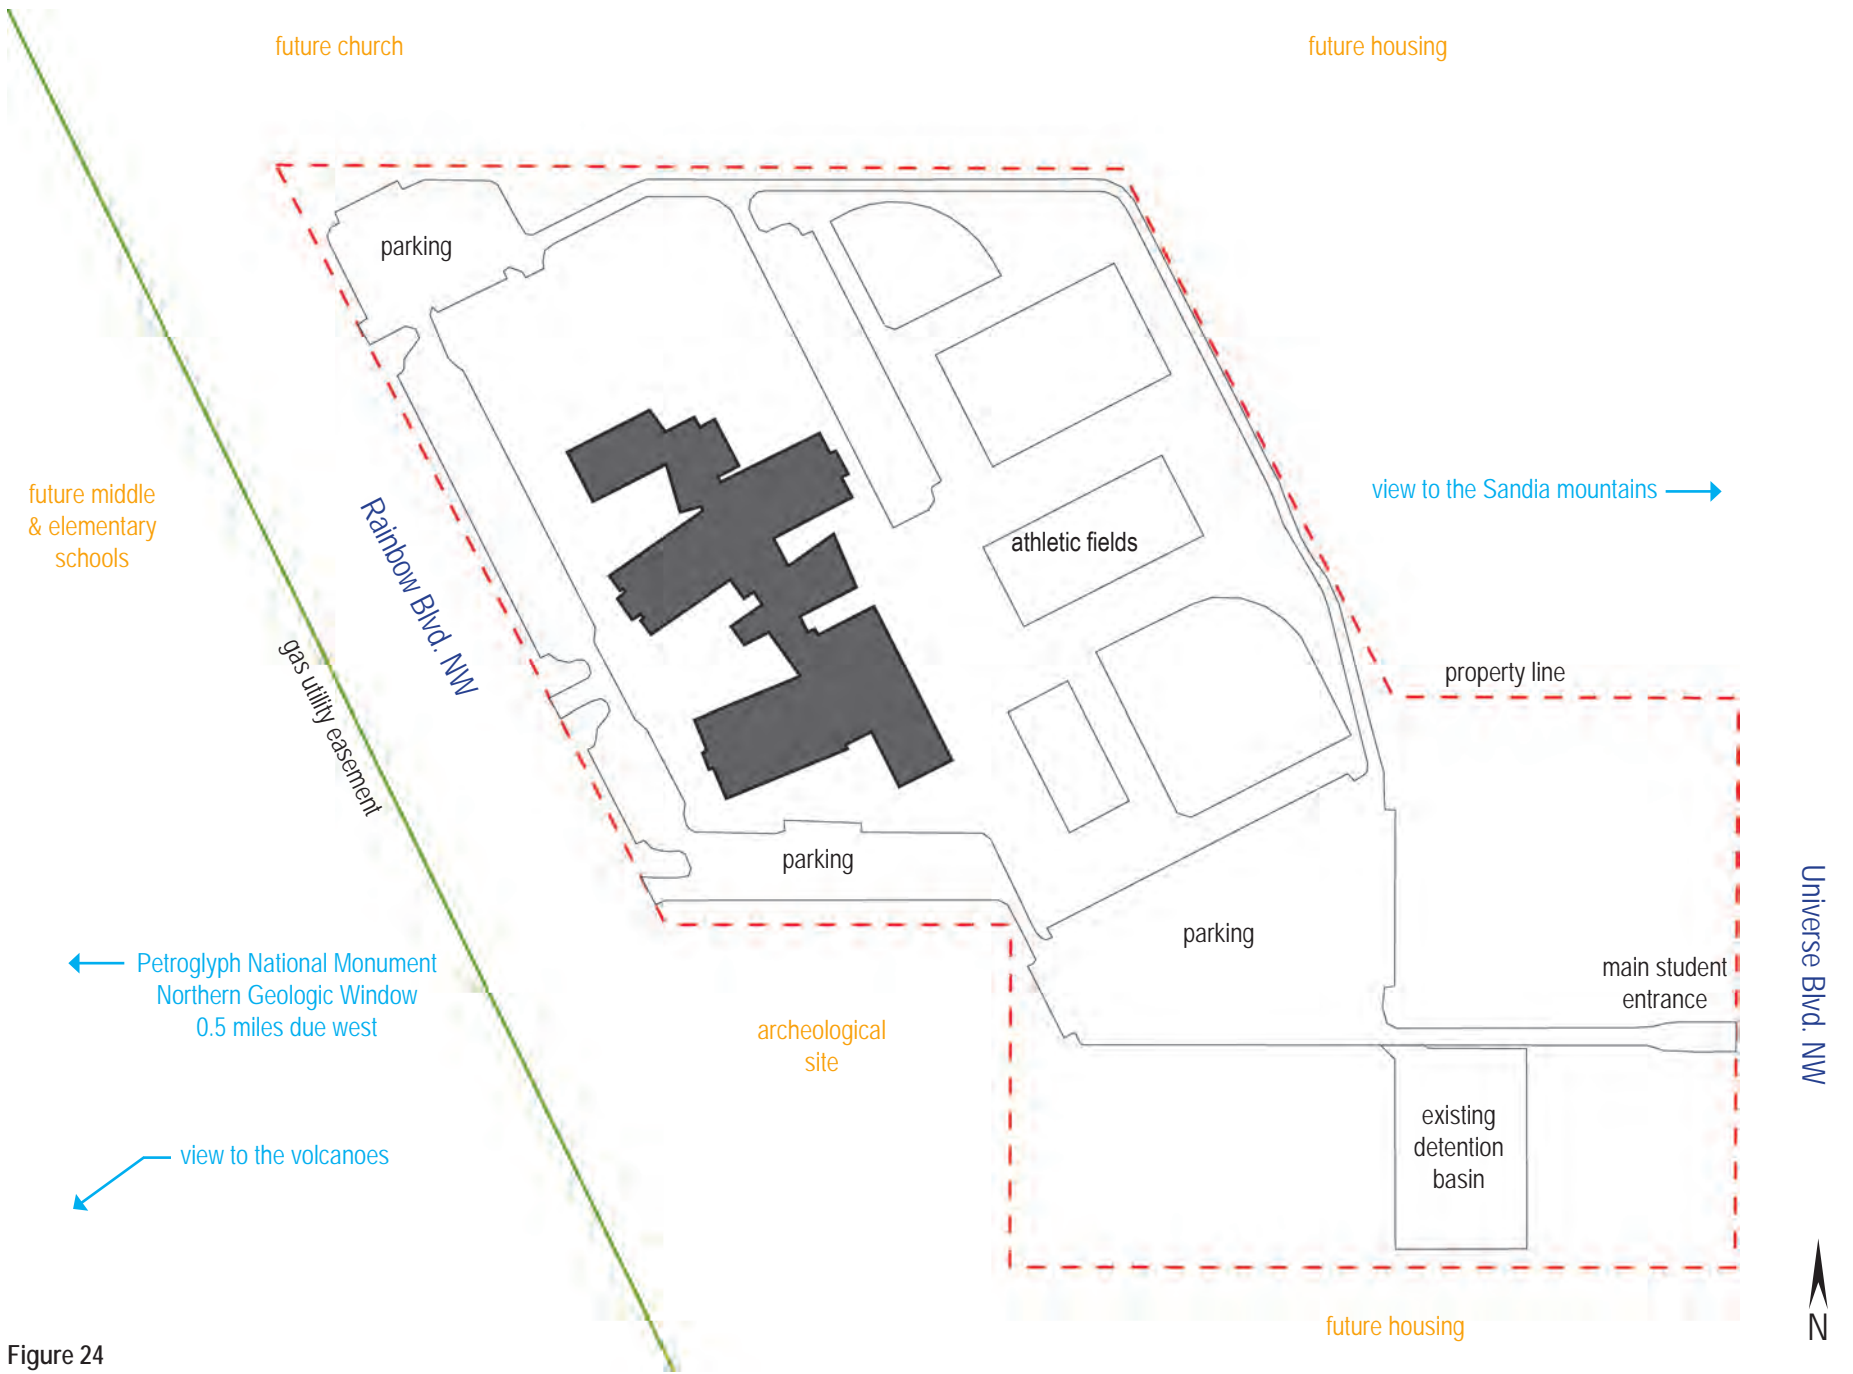 future church
future housing
parking
future middle
& elementary
schools
Rainbow Blvd. NW
view to the Sandia mountains
athletic fields
gas utility easement
property line
parking
parking
Universe Blvd. NW
Petroglyph National Monument
Northern Geologic Window
0.5 miles due west
main student
entrance
archeological
site
existing
detention
basin
view to the volcanoes
future housing
N
Figure 24